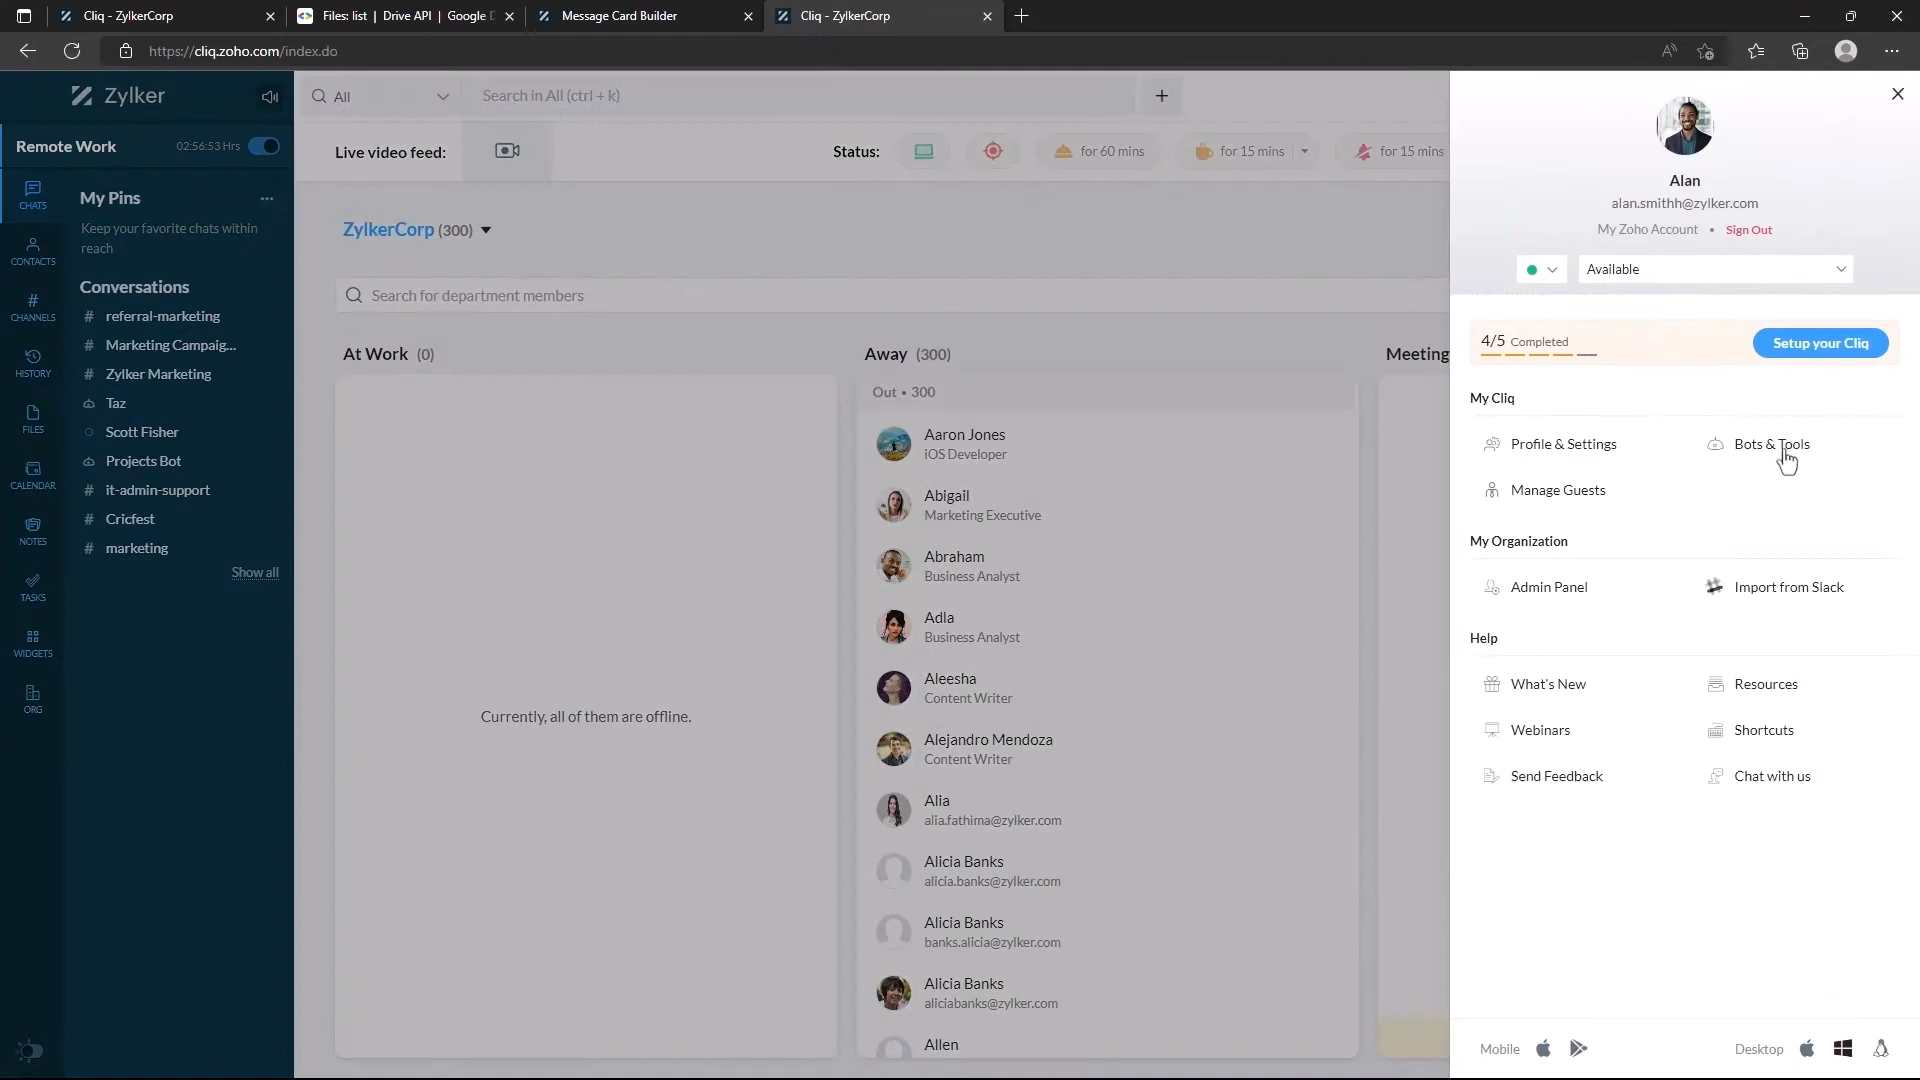 Cliq - ZylkerCorp
Files: list | Drive API | Google D
Message Card Builder
Cliq - ZylkerCorp
https://cliq.zoho.com/index.do
Zylker
Remote Work
02:56:53 Hrs
CHATS
CONTACTS
CHANNELS
HISTORY
FILES
CALENDAR
NOTES
TASKS
WIDGETS
ORG
My Pins
Keep your favorite chats within
reach
Conversations
# referral-marketing
# Marketing Campaig...
# Zylker Marketing
Taz
Scott Fisher
Projects Bot
# it-admin-support
# Cricfest
# marketing
Show all
All
Search in All (ctrl + k)
Live video feed:
Status:
for 60 mins
for 15 mins
for 15 mins
ZylkerCorp (300)
Search for department members
At Work (0)
Currently, all of them are offline.
Away (300)
Out • 300
Aaron Jones
iOS Developer
Abigail
Marketing Executive
Abraham
Business Analyst
Adla
Business Analyst
Aleesha
Content Writer
Alejandro Mendoza
Content Writer
Alia
alia.fathima@zylker.com
Alicia Banks
alicia.banks@zylker.com
Alicia Banks
banks.alicia@zylker.com
Alicia Banks
aliciabanks@zylker.com
Allen
Meeting
Alan
alan.smithh@zylker.com
My Zoho Account • Sign Out
Available
4/5 Completed
Setup your Cliq
My Cliq
Profile & Settings
Bots & Tools
Manage Guests
My Organization
Admin Panel
Import from Slack
Help
What's New
Resources
Webinars
Shortcuts
Send Feedback
Chat with us
Mobile
Desktop